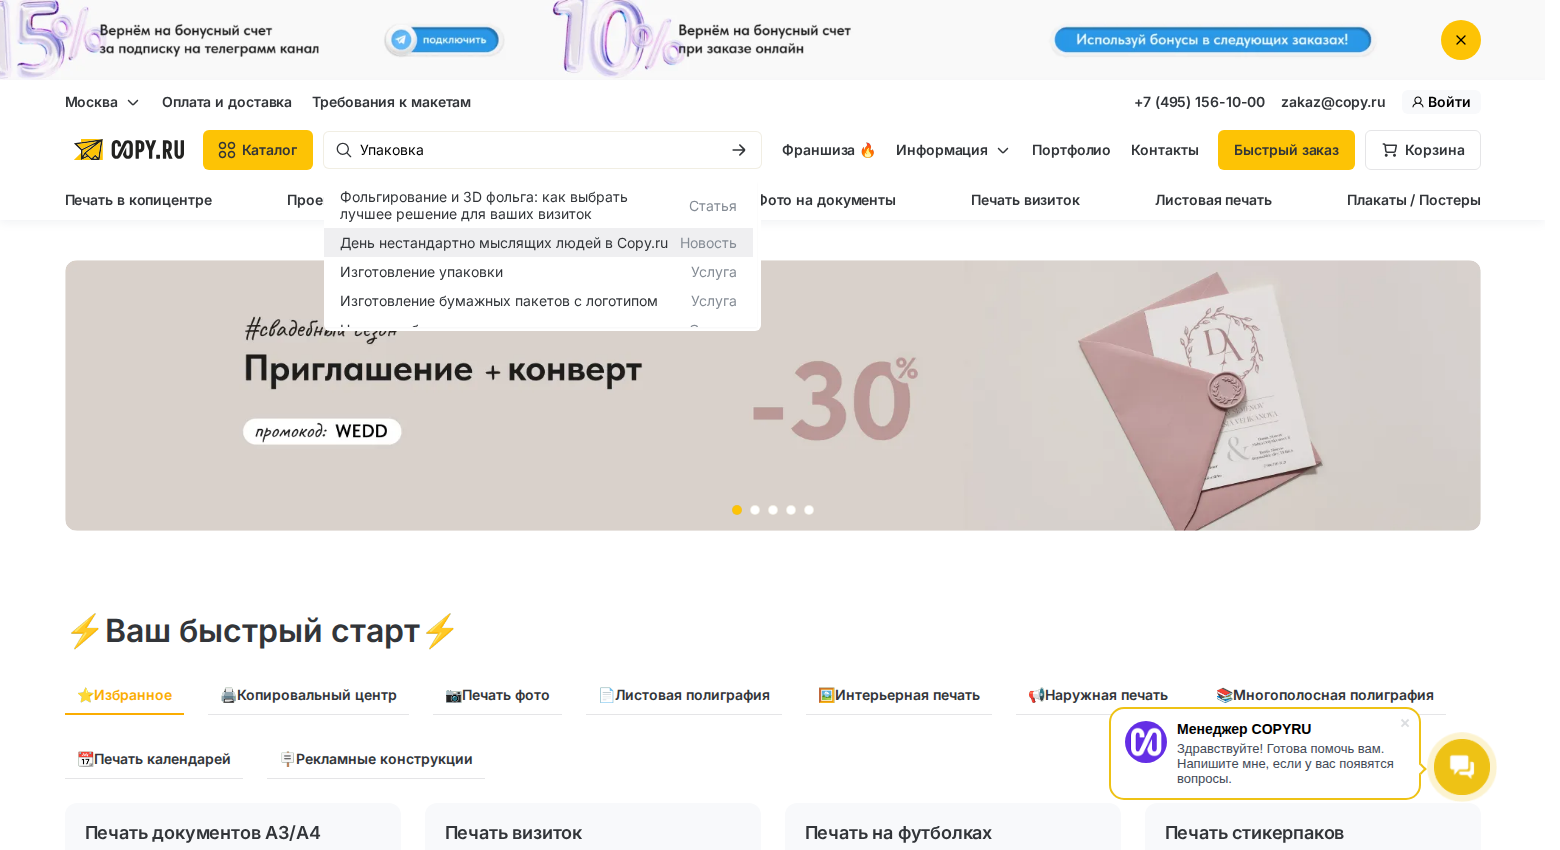 15%
Вернём на бонусный счет
за подписку на телеграмм канал
подключить
10%
Вернём на бонусный счет
при заказе онлайн
Используй бонусы в следующих заказах!
Москва
Оплата и доставка
Требования к макетам
+7 (495) 156-10-00
zakaz@copy.ru
Войти
COPY.RU
Каталог
Упаковка
Франшиза 🔥
Информация
Портфолио
Контакты
Быстрый заказ
Корзина
Печать в копицентре
Прое
Фото на документы
Печать визиток
Листовая печать
Плакаты / Постеры
Фольгирование и 3D фольга: как выбрать
лучшее решение для ваших визиток
Статья
День нестандартно мыслящих людей в Copy.ru
Новость
Изготовление упаковки
Услуга
Изготовление бумажных пакетов с логотипом
Услуга
#свадебный сезон
Приглашение + конверт
-30%
промокод: WEDD
DA
&
⚡Ваш быстрый старт⚡
⭐Избранное
🖨️Копировальный центр
📷Печать фото
📄Листовая полиграфия
🖼️Интерьерная печать
📢Наружная печать
📚Многополосная полиграфия
📆Печать календарей
🪧Рекламные конструкции
Менеджер COPYRU
Здравствуйте! Готова помочь вам.
Напишите мне, если у вас появятся
вопросы.
Печать документов А3/А4
Печать визиток
Печать на футболках
Печать стикерпаков